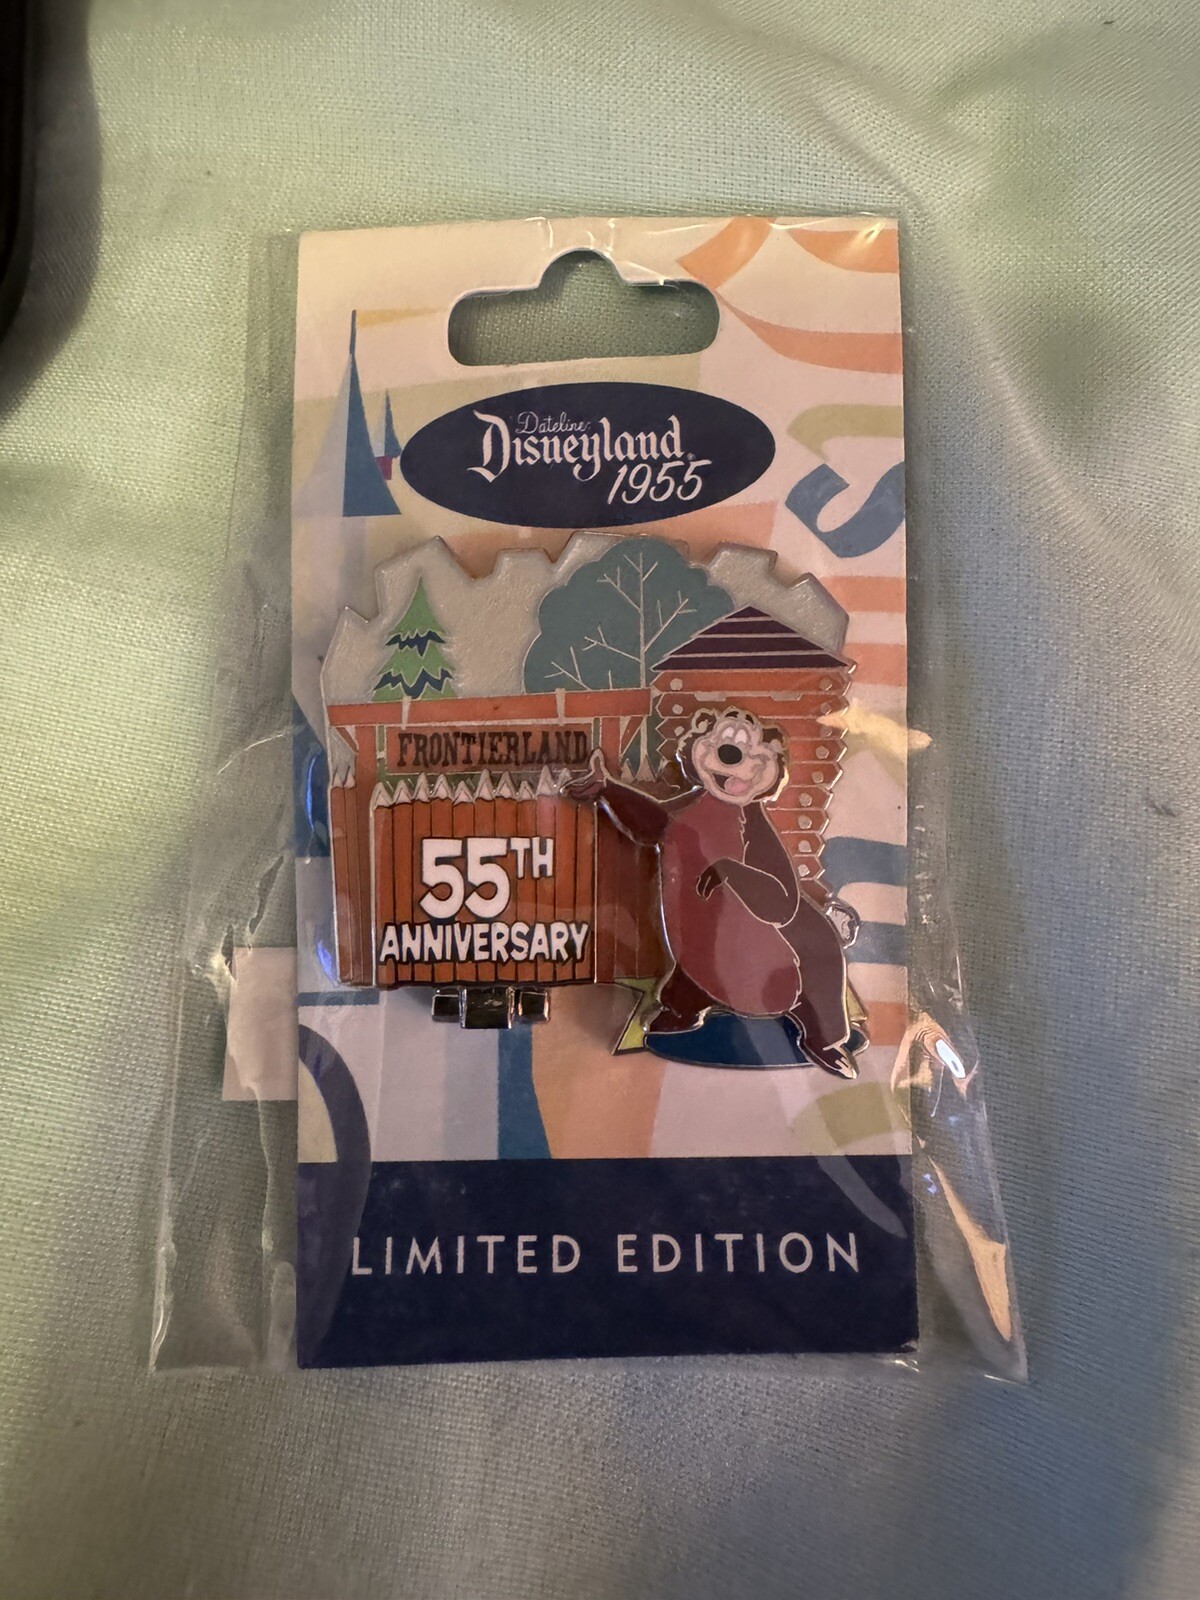 Dateline:
Disneyland®
1955
FRONTIERLAND
55TH
ANNIVERSARY
LIMITED EDITION